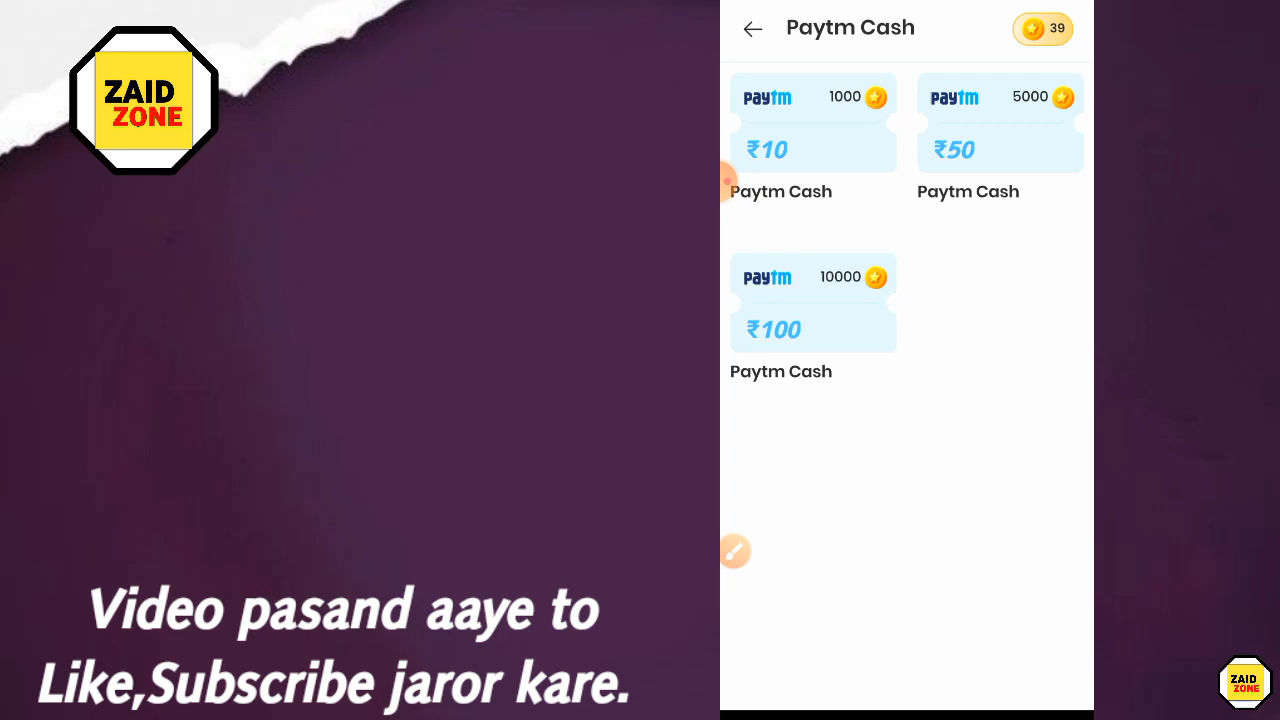 ZAID
ZONE
Paytm Cash
39
paytm 1000
₹10
Paytm Cash
paytm 5000
₹50
Paytm Cash
paytm 10000
₹100
Paytm Cash
Video pasand aaye to
Like,Subscribe jaror kare.
ZAID
ZONE